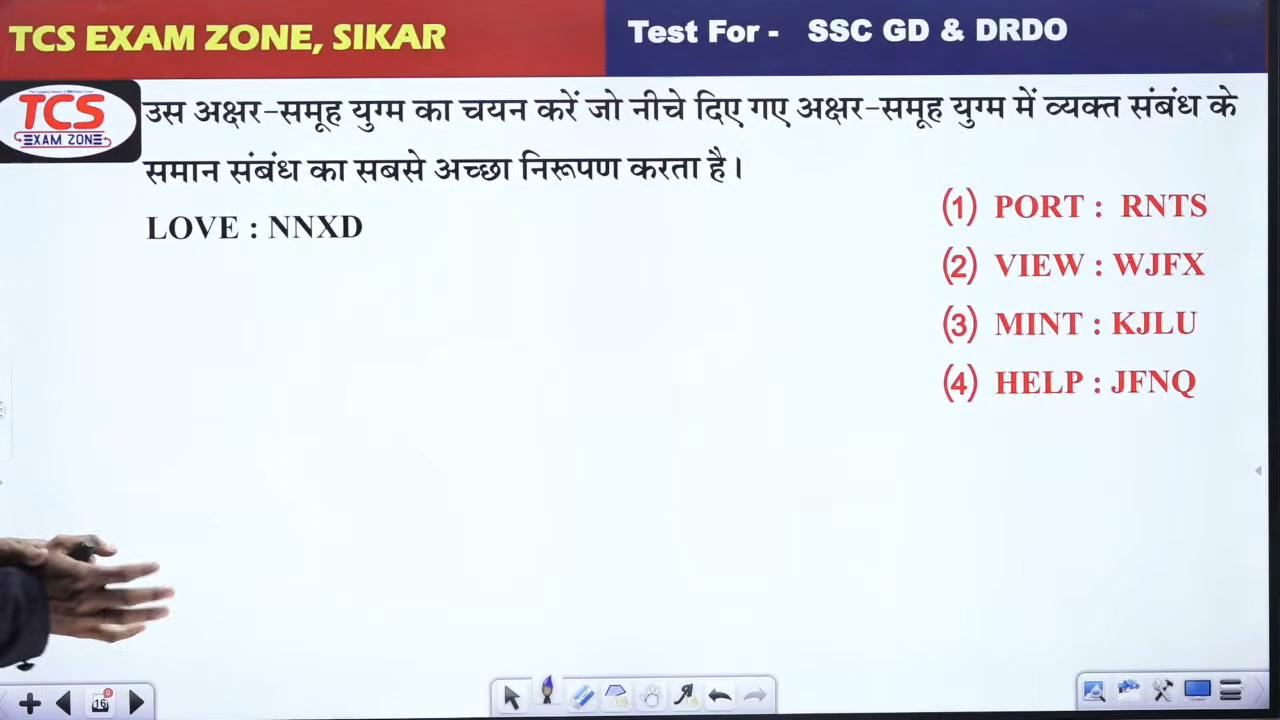 TCS EXAM ZONE, SIKAR
Test For - SSC GD & DRDO
TCS
EXAM ZONE
उस अक्षर-समूह युग्म का चयन करें जो नीचे दिए गए अक्षर-समूह युग्म में व्यक्त संबंध के
समान संबंध का सबसे अच्छा निरूपण करता है।
LOVE : NNXD
(1) PORT : RNTS
(2) VIEW : WJFX
(3) MINT : KJLU
(4) HELP : JFNQ
16
0